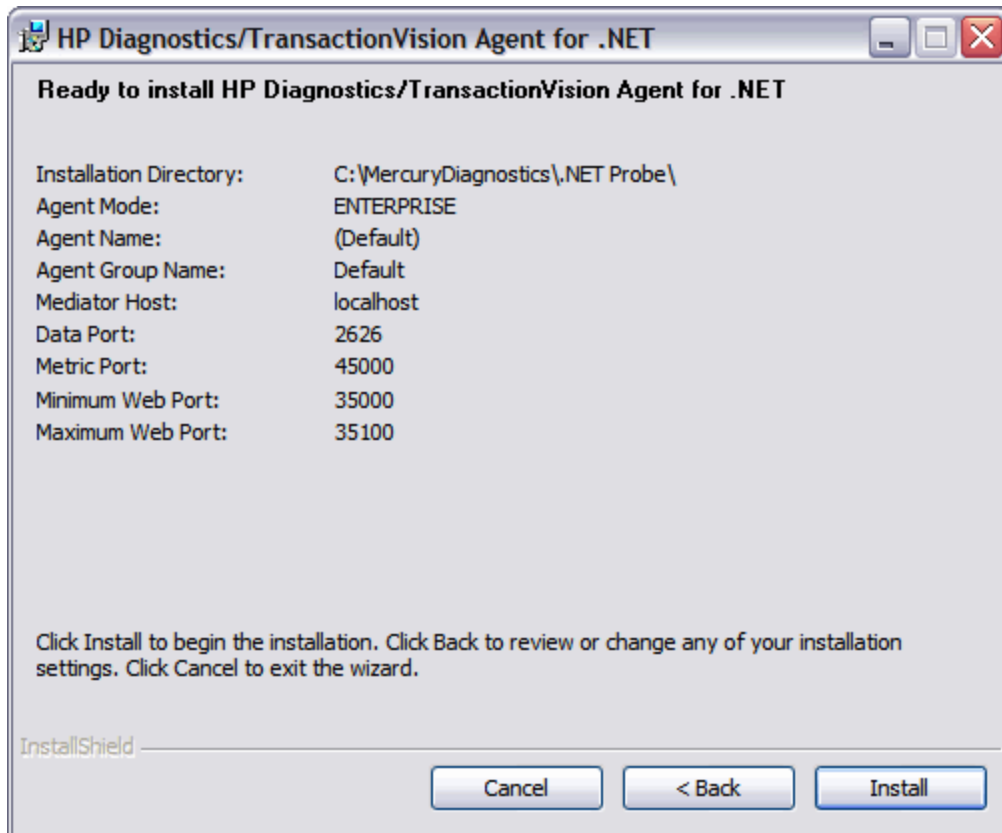 HP Diagnostics/TransactionVision Agent for .NET
Ready to install HP Diagnostics/TransactionVision Agent for .NET
Installation Directory: C:\MercuryDiagnostics\.NET Probe\
Agent Mode: ENTERPRISE
Agent Name: (Default)
Agent Group Name: Default
Mediator Host: localhost
Data Port: 2626
Metric Port: 45000
Minimum Web Port: 35000
Maximum Web Port: 35100
Click Install to begin the installation. Click Back to review or change any of your installation
settings. Click Cancel to exit the wizard.
InstallShield
Cancel < Back Install